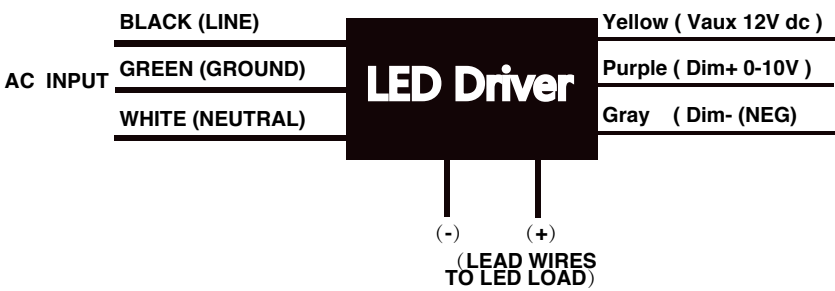 BLACK (LINE)
AC INPUT
GREEN (GROUND)
WHITE (NEUTRAL)
LED Driver
Yellow ( Vaux 12V dc )
Purple ( Dim+ 0-10V )
Gray ( Dim- (NEG)
(-) (+)
(LEAD WIRES
TO LED LOAD)